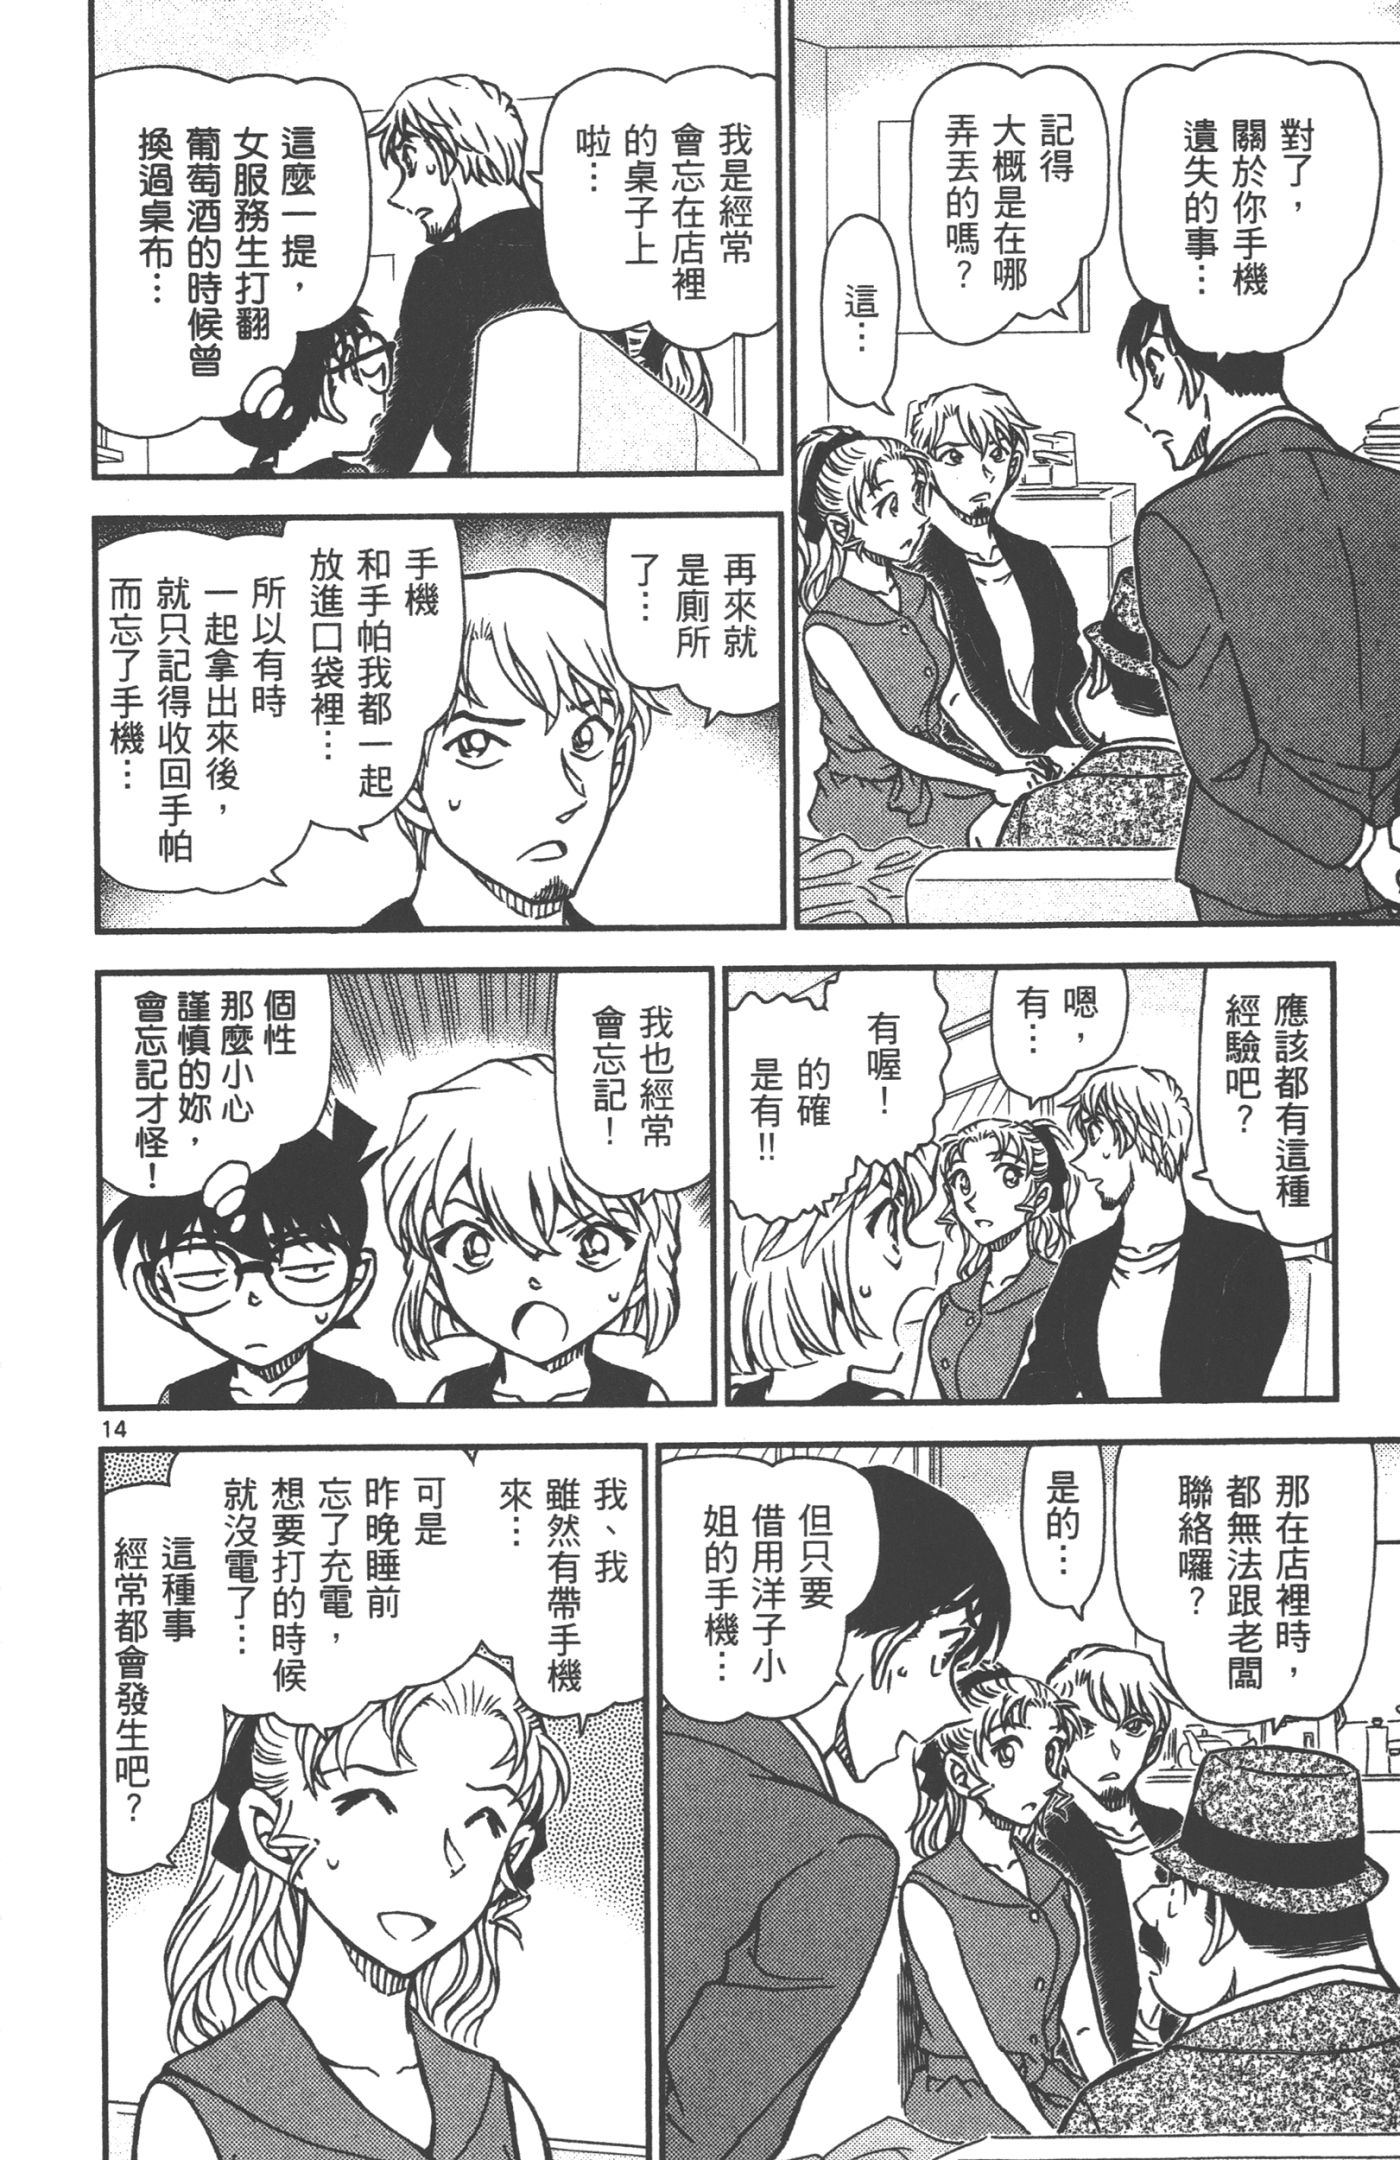 對了，
關於你手機
遺失的事…
記得
大概是在哪
弄丟的嗎？
這…
我是經常
會忘在店裡
的桌子上
啦…
這麼一提，
女服務生打翻
葡萄酒的時候曾
換過桌布…
再來就
是廁所
了…
手機
和手帕我都一起
放進口袋裡…
所以有時
一起拿出來後，
就只記得收回手帕
而忘了手機…
應該都有這種
經驗吧？
嗯，
有…
有喔！
的確
是有!!
我也經常
會忘記！
個性
那麼小心
謹慎的妳，
會忘記才怪！
14
那在店裡時，
都無法跟老闆
聯絡囉？
是的…
但只要
借用洋子小
姐的手機…
我、我
雖然有帶手機
來…
可是
昨晚睡前
忘了充電，
想要打的時候
就沒電了…
這種事
經常都會發生吧？